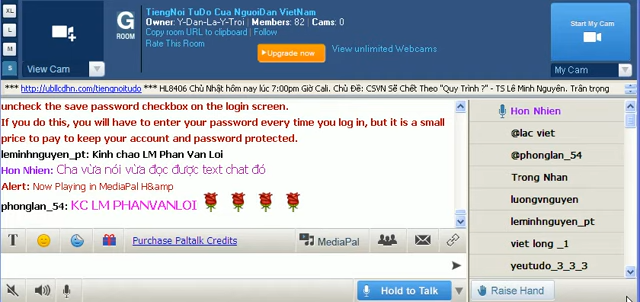 XL
L
M
S
View Cam
G
ROOM
TiengNoi TuDo Cua NguoiDan VietNam
Owner: Y-Dan-La-Y-Troi | Members: 82 | Cams: 0
Copy room URL to clipboard | Follow
Rate This Room
Upgrade now
View unlimited Webcams
Start My Cam
My Cam
*** http://ubllcdhn.com/tiengnoitudo *** HL8406 Chủ Nhật hôm nay lúc 7:00pm Giờ Cali. Chủ Đề: CSVN Sẽ Chết Theo "Quy Trình ?" - TS Lê Minh Nguyên. Trân trọng
uncheck the save password checkbox on the login screen.
If you do this, you will have to enter your password every time you log in, but it is a small
price to pay to keep your account and password protected.
leminhnguyen_pt: Kinh chao LM Phan Van Loi
Hon Nhien: Cha vừa nói vừa đọc được text chat đó
Alert: Now Playing in MediaPal H&amp
phonglan_54: KC LM PHANVANLOI
Hon Nhien
@lac viet
@phonglan_54
Trong Nhan
luongvnguyen
leminhnguyen_pt
viet long _1
yeutudo_3_3_3
T
Purchase Paltalk Credits
MediaPal
Hold to Talk
Raise Hand